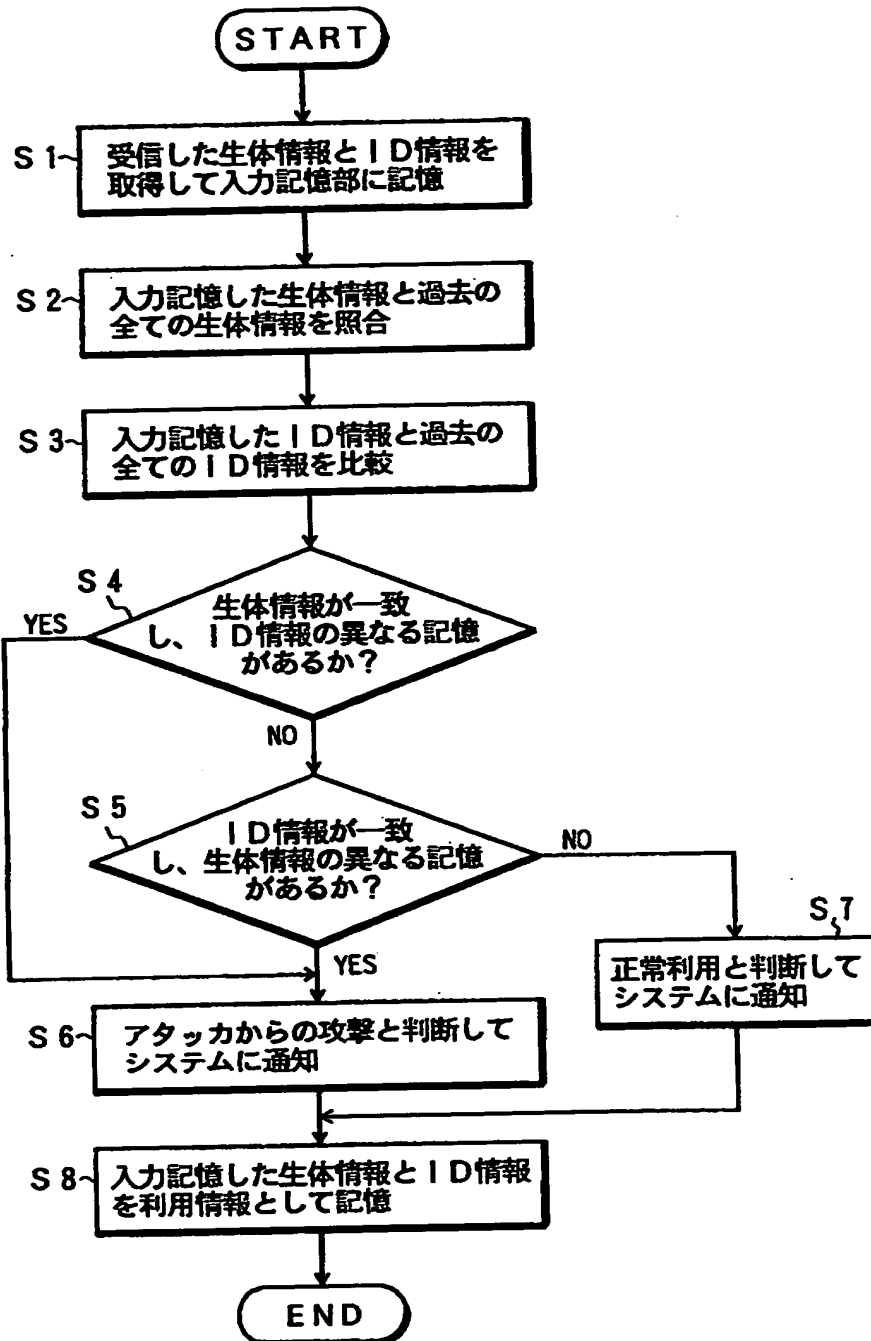 START
S1
受信した生体情報とID情報を
取得して入力記憶部に記憶
S2
入力記憶した生体情報と過去の
全ての生体情報を照合
S3
入力記憶したID情報と過去の
全てのID情報を比較
S4
YES
生体情報が一致
し、ID情報の異なる記憶
があるか?
NO
S5
ID情報が一致
し、生体情報の異なる記憶
があるか?
NO
YES
S7
正常利用と判断して
システムに通知
S6
アタッカからの攻撃と判断して
システムに通知
S8
入力記憶した生体情報とID情報
を利用情報として記憶
END